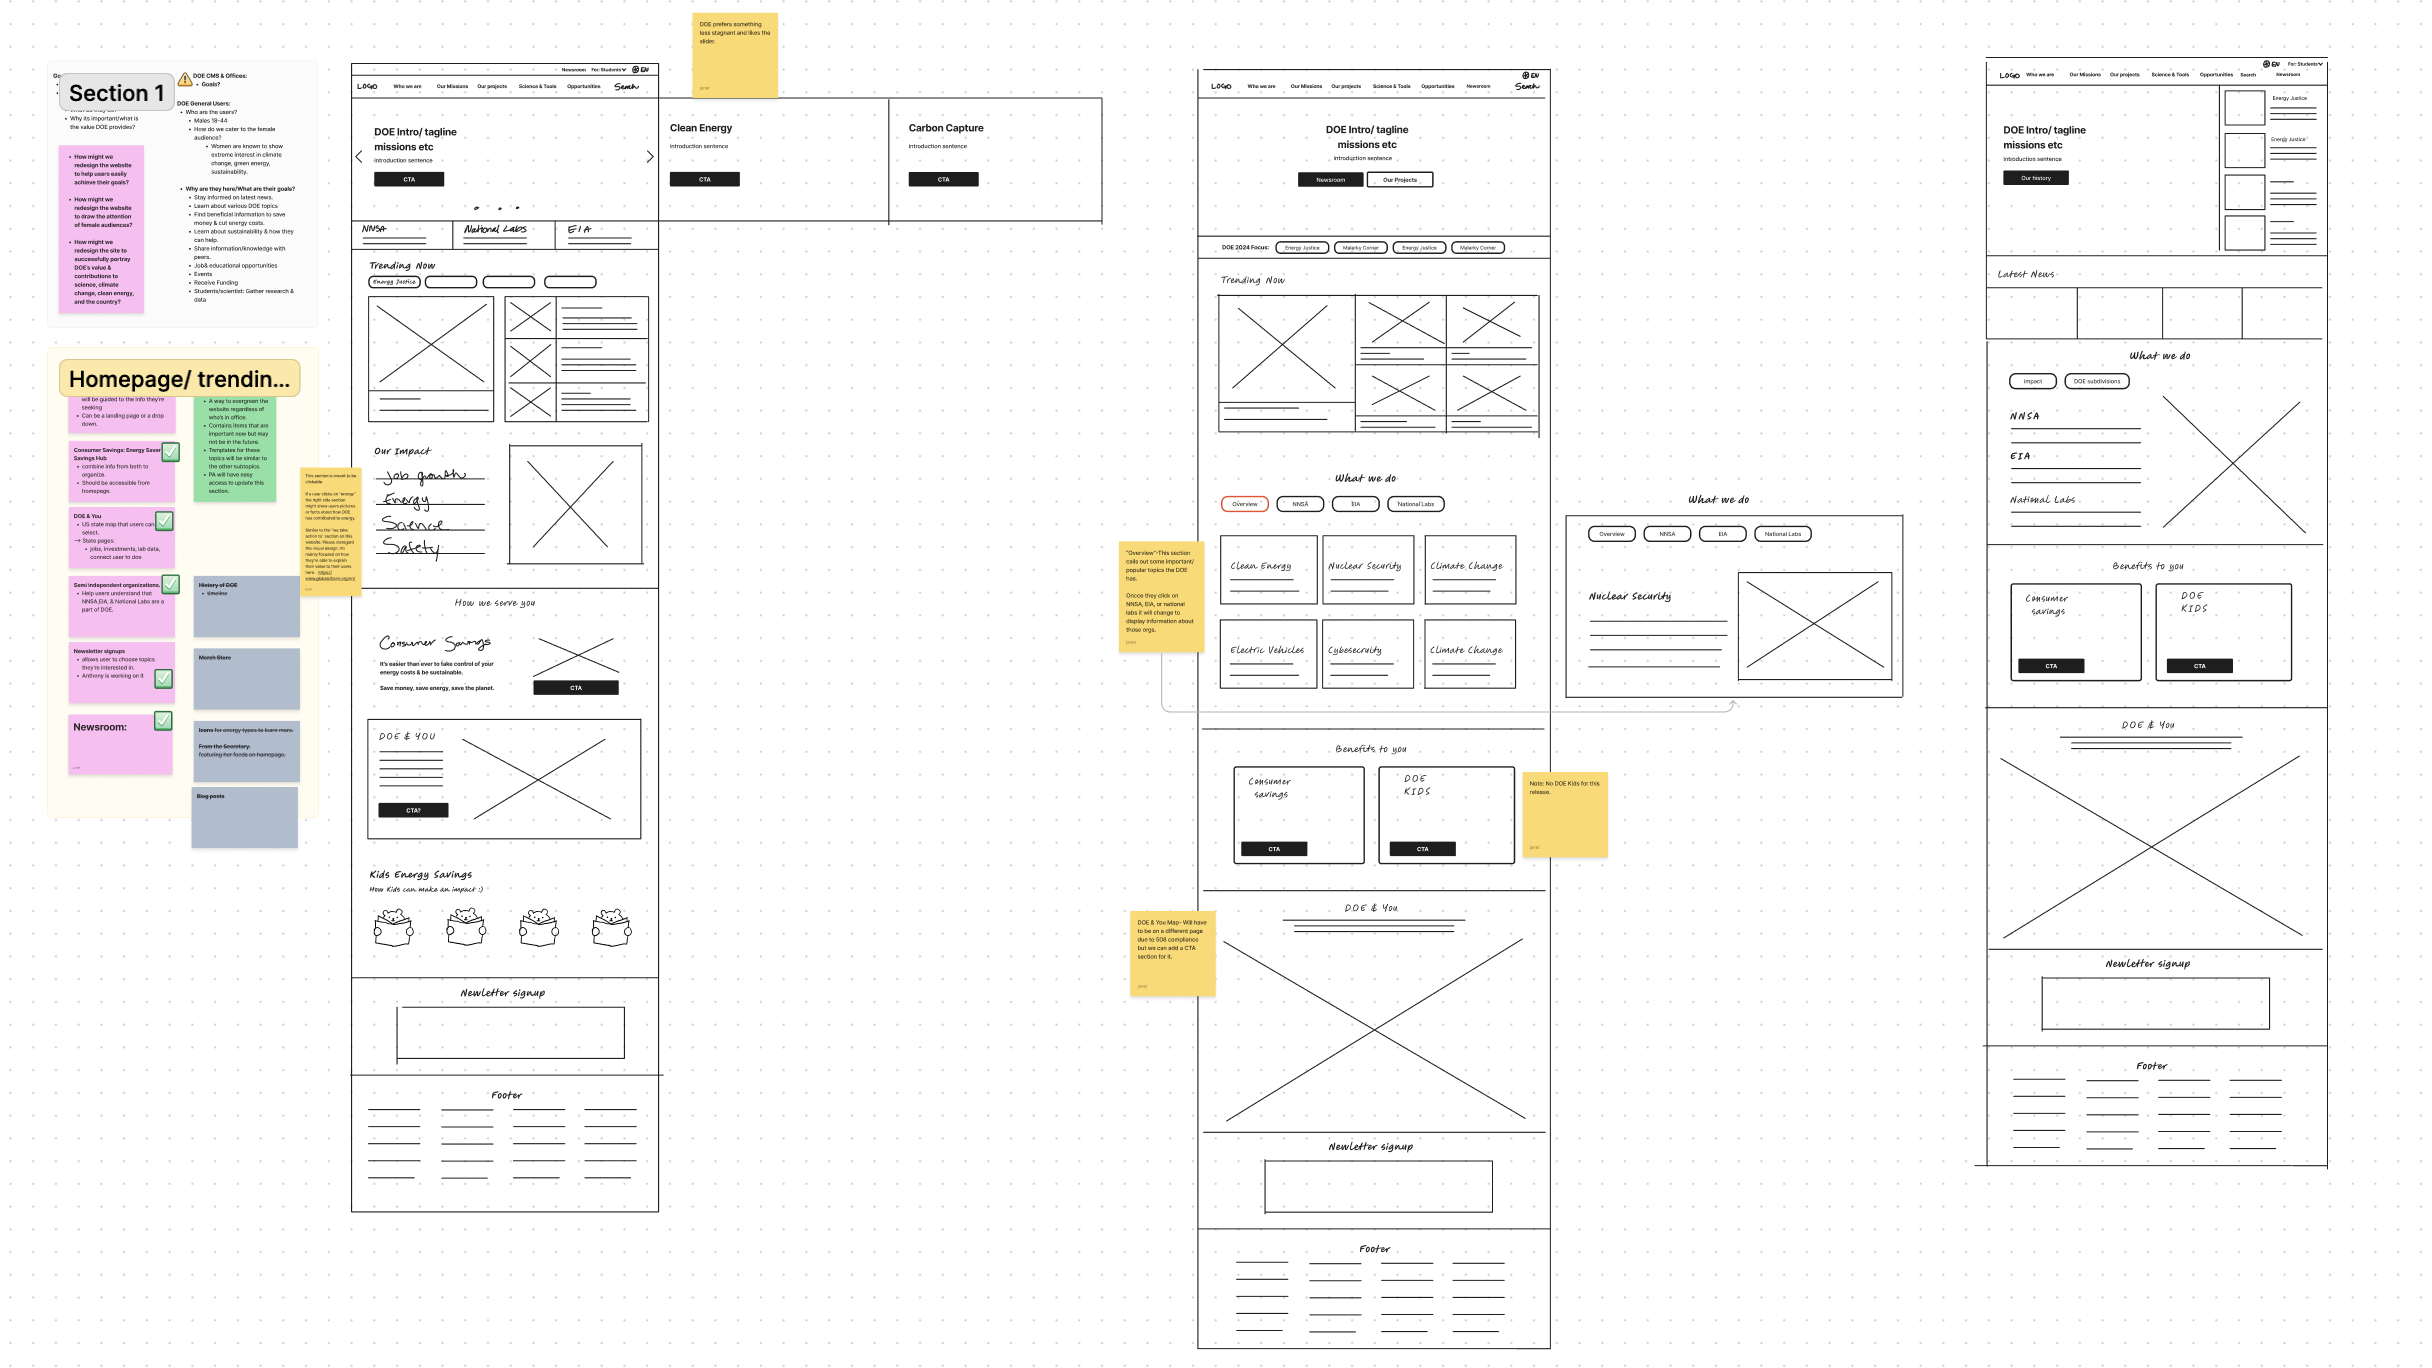 Section 1
Why its important/what is
the value DOE provides?
How might we
redesign the website
to help users easily
achieve their goals?
How might we
redesign the website
to draw the attention
of female audiences?
How might we
redesign the site to
successfully portray
DOE's value &
contributions to
science, climate
change, clean energy,
and the country?
DOE CMS & Offices:
Goals?
DOE General Users:
Who are the users?
Males 18-44
How do we cater to the female
audience?
Women are known to show
extreme interest in climate
change, green energy,
sustainability.
Why are they here/What are their goals?
Stay informed on latest news.
Learn about various DOE topics
Find beneficial information to save
money & cut energy costs.
Learn about sustainability & how they
can help.
Share information/knowledge with
peers.
Job& educational opportunities
Events
Receive Funding
Students/scientist: Gather research &
data
Homepage/ trendin...
will be guided to the info they're
seeking
Can be a landing page or a drop
down.
Consumer Savings: Energy Saver
Savings Hub
combine info from both to
organize.
Should be accessible from
homepage.
DOE & You
US state map that users can
select.
State pages:
jobs, investments, lab data,
connect user to doe
Semi independent organizations.
Help users understand that
NNSA,EIA, & National Labs are a
part of DOE.
Newsletter signups
allows user to choose topics
they're interested in.
Anthony is working on it
Newsroom:
A way to evergreen the
website regardless of
who's in office.
Contains items that are
important now but may
not be in the future.
Templates for these
topics will be similar to
the other subtopics.
PA will have easy
access to update this
section.
History of DOE
timeline
Merch Store
Icons for energy types to learn more.
From the Secretary.
featuring her feeds on homepage.
Blog posts
This section is meant to be
clickable.
If a user clicks on "energy"
the right side section
might show users pictures
or facts about how DOE
has contributed to energy.
DOE prefers something
less stagnant and likes the
slider.
Newsroom For: Students EN
LOGO Who we are Our Missions Our projects Science & Tools Opportunities Search
DOE Intro/ tagline
missions etc
introduction sentence
CTA
Clean Energy
introduction sentence
CTA
Carbon Capture
introduction sentence
CTA
NNSA National Labs EIA
Trending Now
Energy Justice
Our Impact
Job growth
Energy
Science
Safety
How we serve you
Consumer Savings
It's easier than ever to take control of your
energy costs & be sustainable.
Save money, save energy, save the planet.
CTA
DOE & YOU
CTA?
Kids Energy Savings
How Kids can make an impact :)
Newletter signup
Footer
EN
LOGO Who we are Our Missions Our projects Science & Tools Opportunities Newsroom Search
DOE Intro/ tagline
missions etc
introduction sentence
Newsroom Our Projects
DOE 2024 Focus: Energy Justice Malarky Corner Energy Justice Malarky Corner
Trending Now
What we do
Overview NNSA EIA National Labs
Clean Energy Nuclear Security Climate Change
Electric Vehicles Cybesecruity Climate Change
"Overview"-This section
calls out some important/
popular topics the DOE
has.
Oncce they click on
NNSA, EIA, or national
labs it will change to
display information about
those orgs.
What we do
Overview NNSA EIA National Labs
Nuclear Security
Benefits to you
Consumer
savings
CTA
DOE
KIDS
CTA
Note: No DOE Kids for this
release.
DOE & You Map- Will have
to be on a different page
due to 508 compliance
but we can add a CTA
section for it.
DOE & You
Newletter signup
Footer
EN For: Students
LOGO Who we are Our Missions Our projects Science & Tools Opportunities Search Newsroom
DOE Intro/ tagline
missions etc
introduction sentence
Our history
Energy Justice
Energy Justice
Latest News
What we do
impact DOE subdivisions
NNSA
EIA
National Labs
Benefits to you
Consumer
savings
CTA
DOE
KIDS
CTA
DOE & You
Newletter signup
Footer